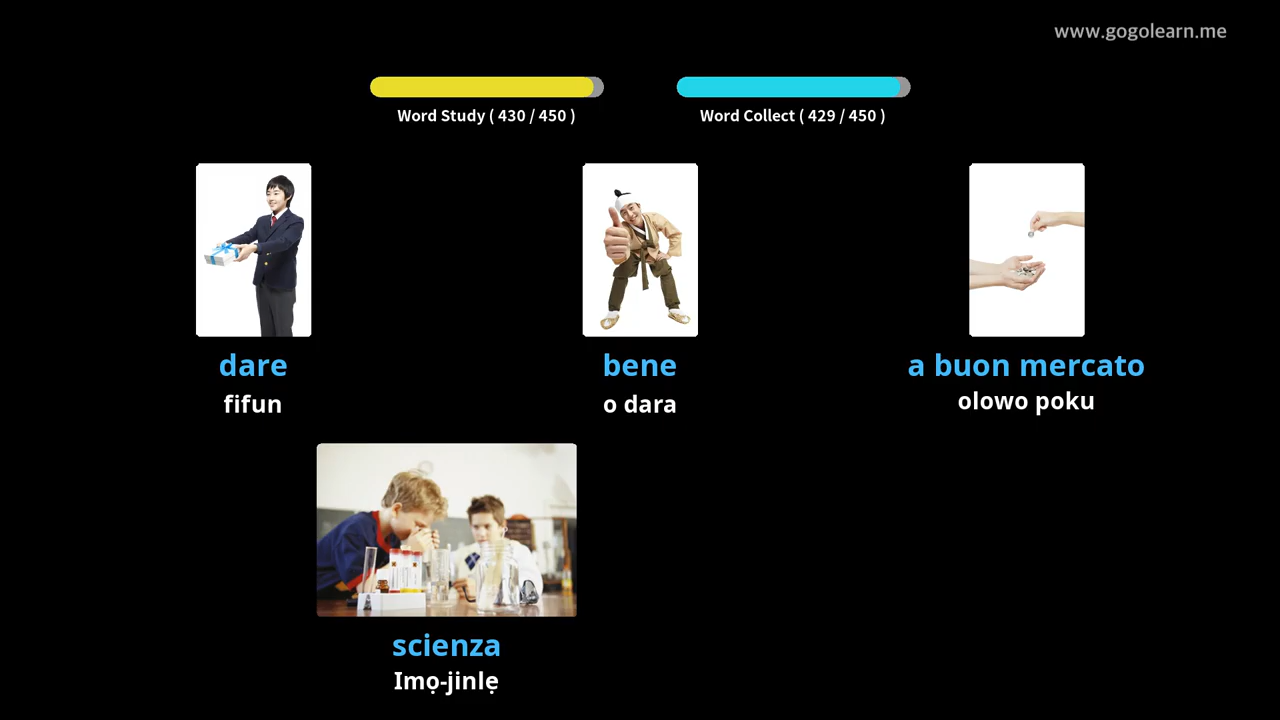 www.gogolearn.me
Word Study ( 430 / 450 )
Word Collect ( 429 / 450 )
dare
bene
a buon mercato
fifun
o dara
olowo poku
scienza
Imọ-jinlẹ